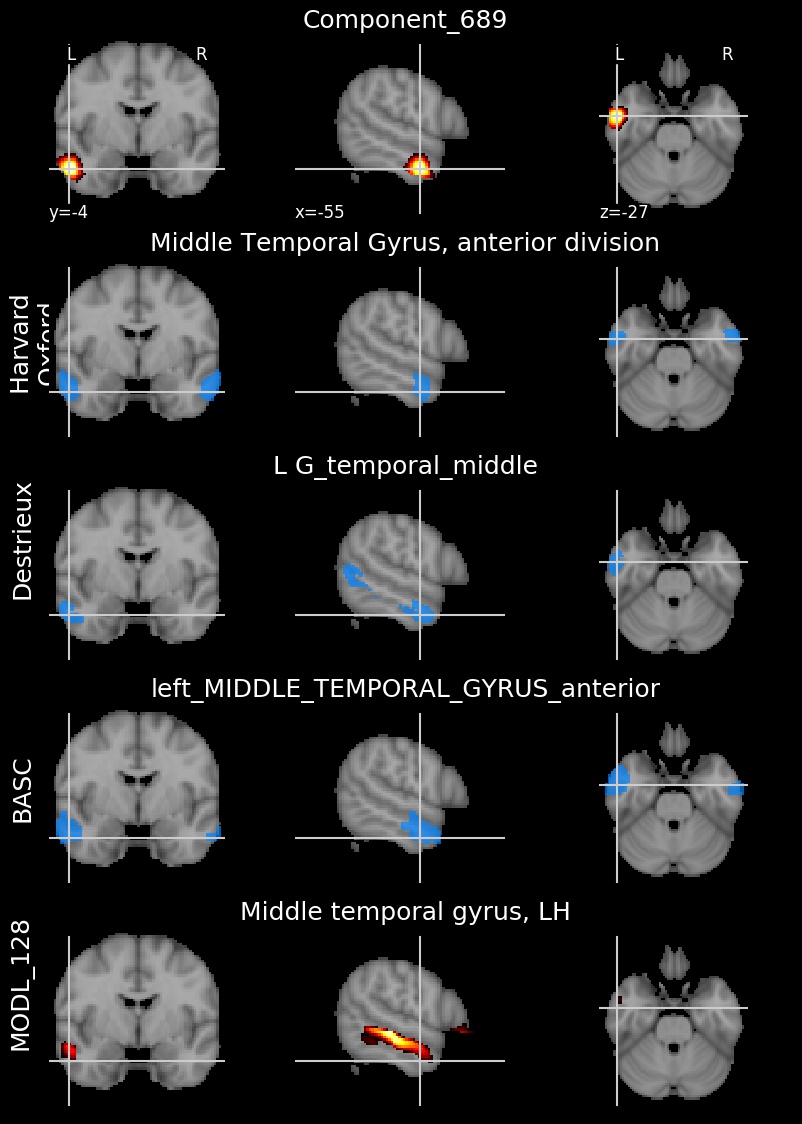 Component_689
L R L R
y=-4 x=-55 z=-27
Middle Temporal Gyrus, anterior division
Harvard
Oxford
L G_temporal_middle
Destrieux
left_MIDDLE_TEMPORAL_GYRUS_anterior
BASC
Middle temporal gyrus, LH
MODL_128